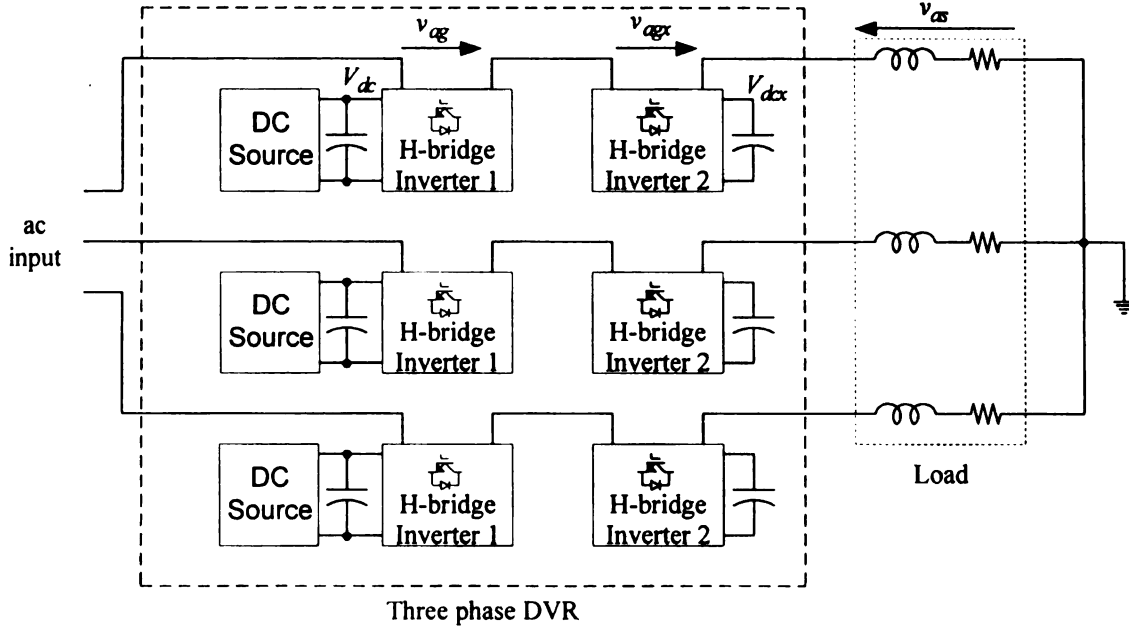 v_ag
v_agx
v_as
V_dc
V_dcx
DC
Source
H-bridge
Inverter 1
H-bridge
Inverter 2
ac
input
DC
Source
H-bridge
Inverter 1
H-bridge
Inverter 2
DC
Source
H-bridge
Inverter 1
H-bridge
Inverter 2
Load
Three phase DVR